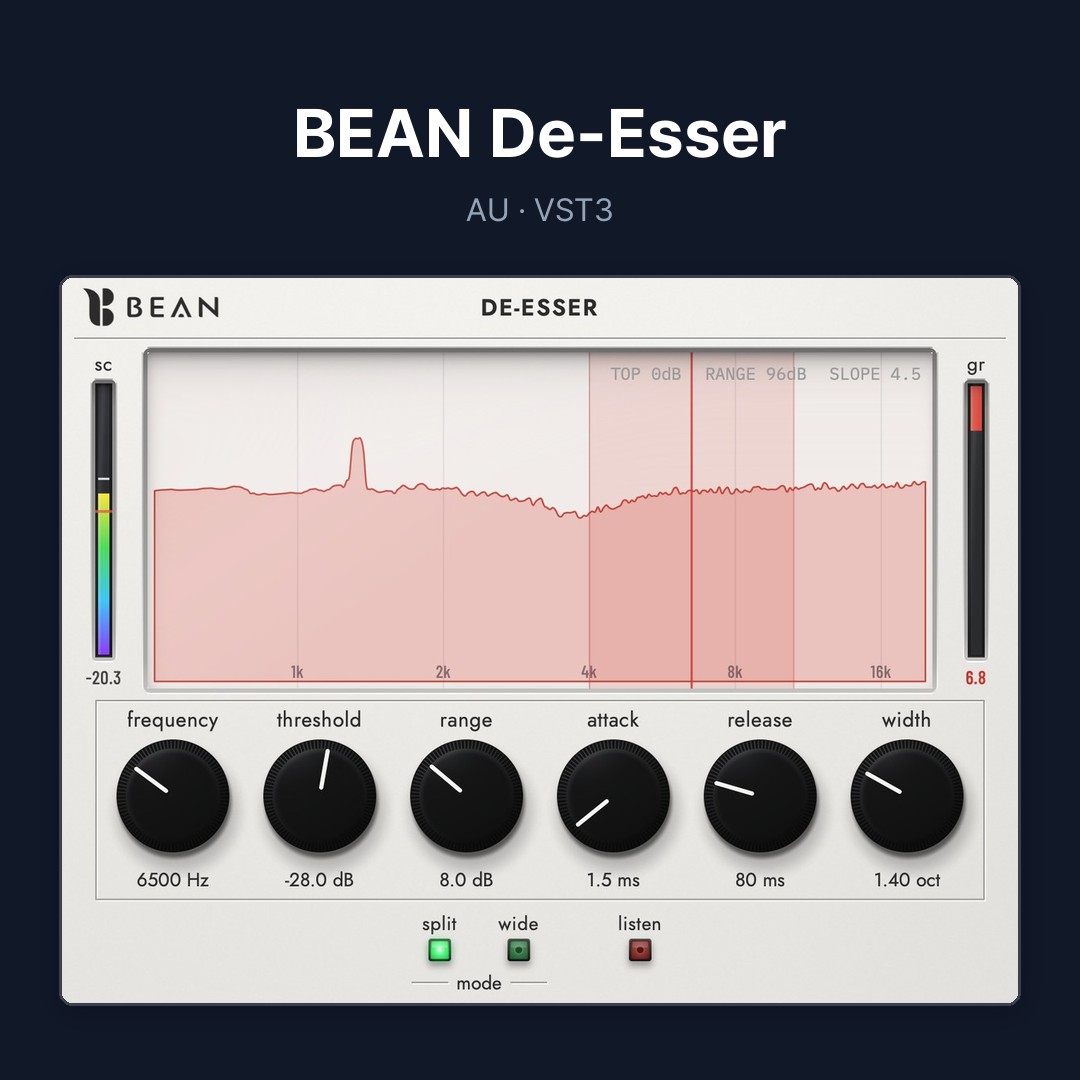 BEAN De-Esser
AU · VST3
BEAN
DE-ESSER
sc
gr
TOP 0dB RANGE 96dB SLOPE 4.5
1k 2k 4k 8k 16k
-20.3
6.8
frequency threshold range attack release width
6500 Hz -28.0 dB 8.0 dB 1.5 ms 80 ms 1.40 oct
split wide listen
mode